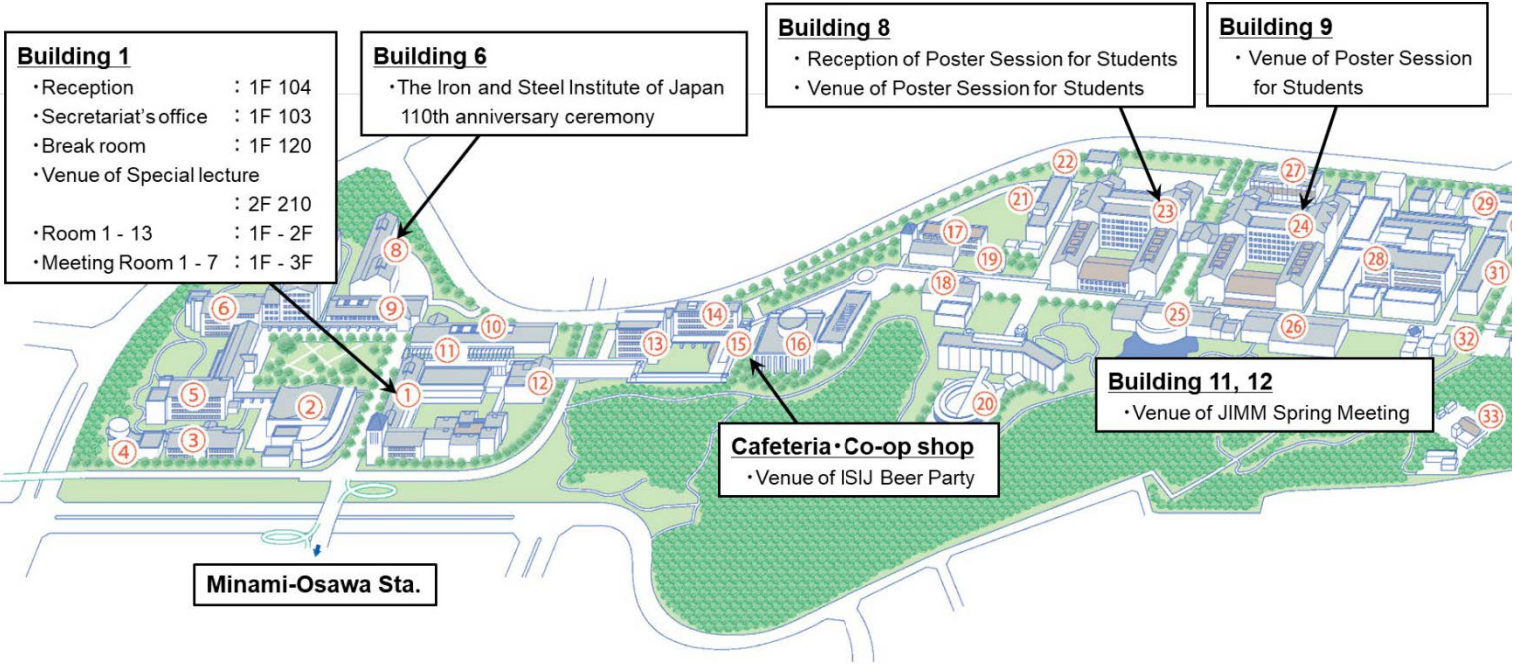 Building 1
・Reception : 1F 104
・Secretariat's office : 1F 103
・Break room : 1F 120
・Venue of Special lecture
: 2F 210
・Room 1 - 13 : 1F - 2F
・Meeting Room 1 - 7 : 1F - 3F
Building 6
・The Iron and Steel Institute of Japan
110th anniversary ceremony
Building 8
・Reception of Poster Session for Students
・Venue of Poster Session for Students
Building 9
・Venue of Poster Session
for Students
22
27
21
29
23
24
17
8
19
28
31
18
6
9
14
25
10
26
13
15
16
32
11
12
5
1
2
20
Building 11, 12
・Venue of JIMM Spring Meeting
33
3
4
Cafeteria・Co-op shop
・Venue of ISIJ Beer Party
Minami-Osawa Sta.